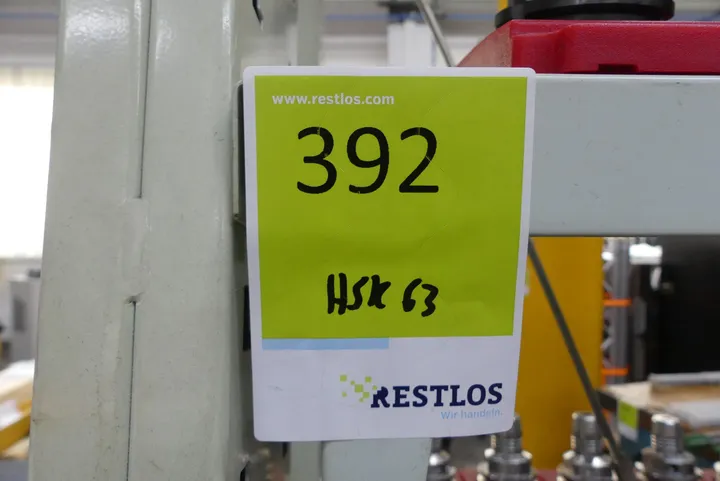 www.restlos.com
392
HSK 63
RESTLOS
Wir handeln.